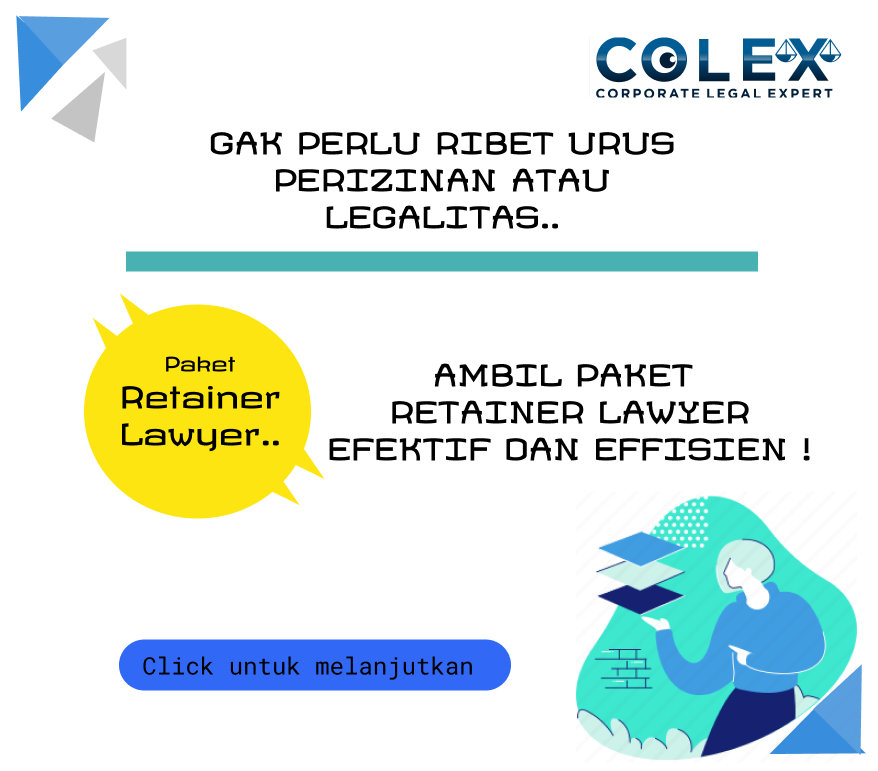 COLEX
CORPORATE LEGAL EXPERT
GAK PERLU RIBET URUS
PERIZINAN ATAU
LEGALITAS..
Paket
Retainer
Lawyer..
AMBIL PAKET
RETAINER LAWYER
EFEKTIF DAN EFFISIEN !
Click untuk melanjutkan